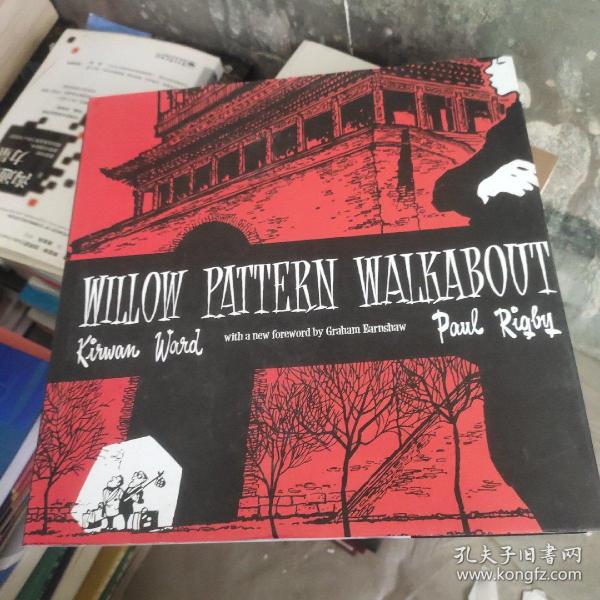 WILLOW PATTERN WALKABOUT
Kirwan Ward
with a new foreword by Graham Earnshaw
Paul Rigby
孔夫子旧书网
www.kongfz.com